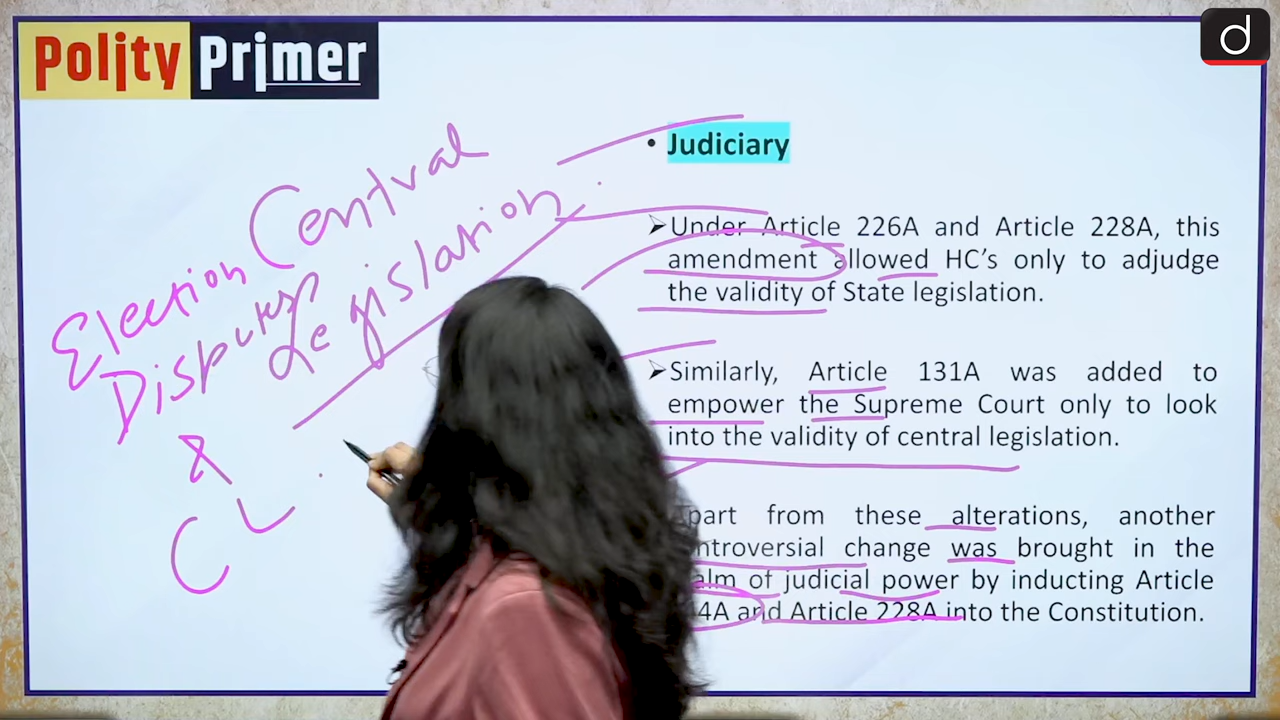 Polity Primer
d
• Judiciary
Under Article 226A and Article 228A, this
amendment allowed HC's only to adjudge
the validity of State legislation.
Similarly, Article 131A was added to
empower the Supreme Court only to look
into the validity of central legislation.
part from these alterations, another
ntroversial change was brought in the
alm of judicial power by inducting Article
4A and Article 228A into the Constitution.
Central
Legislation
Election
Disputes
&
CL